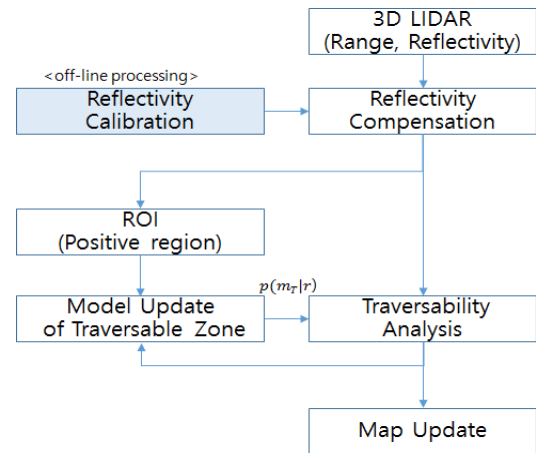 3D LIDAR
(Range, Reflectivity)
<off-line processing>
Reflectivity
Calibration
Reflectivity
Compensation
ROI
(Positive region)
p(m_T|r)
Model Update
of Traversable Zone
Traversability
Analysis
Map Update